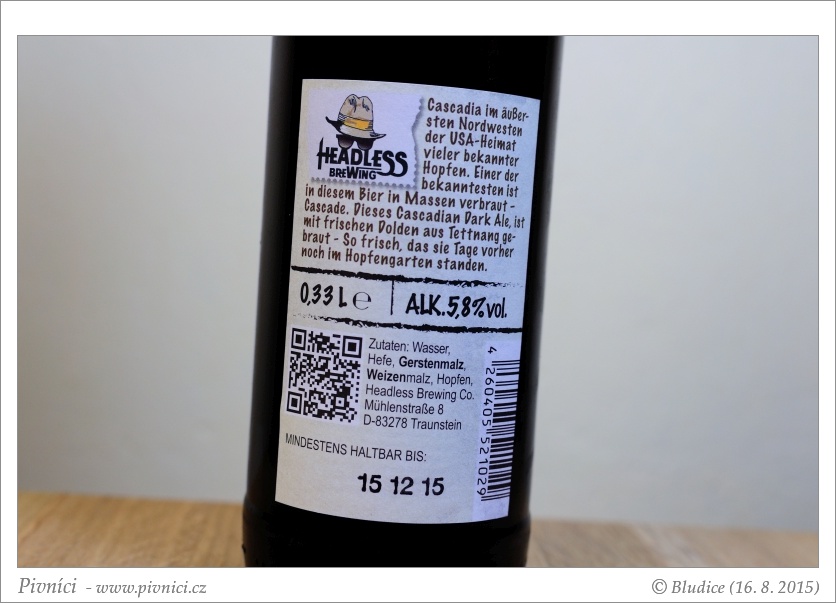 HEADLESS
BREWING
Cascadia im äußer-
sten Nordwesten
der USA-Heimat
vieler bekannter
Hopfen. Einer der
bekanntesten ist
in diesem Bier in Massen verbraut -
Cascade. Dieses Cascadian Dark Ale, ist
mit frischen Dolden aus Tettnang ge-
braut - So frisch, das sie Tage vorher
noch im Hopfengarten standen.
0,33 L ℮ ALK.5,8% vol.
Zutaten: Wasser,
Hefe, Gerstenmalz,
Weizenmalz, Hopfen,
Headless Brewing Co.
Mühlenstraße 8
D-83278 Traunstein
MINDESTENS HALTBAR BIS:
15 12 15
4 260405 521029
Pivníci - www.pivnici.cz
© Bludice (16. 8. 2015)